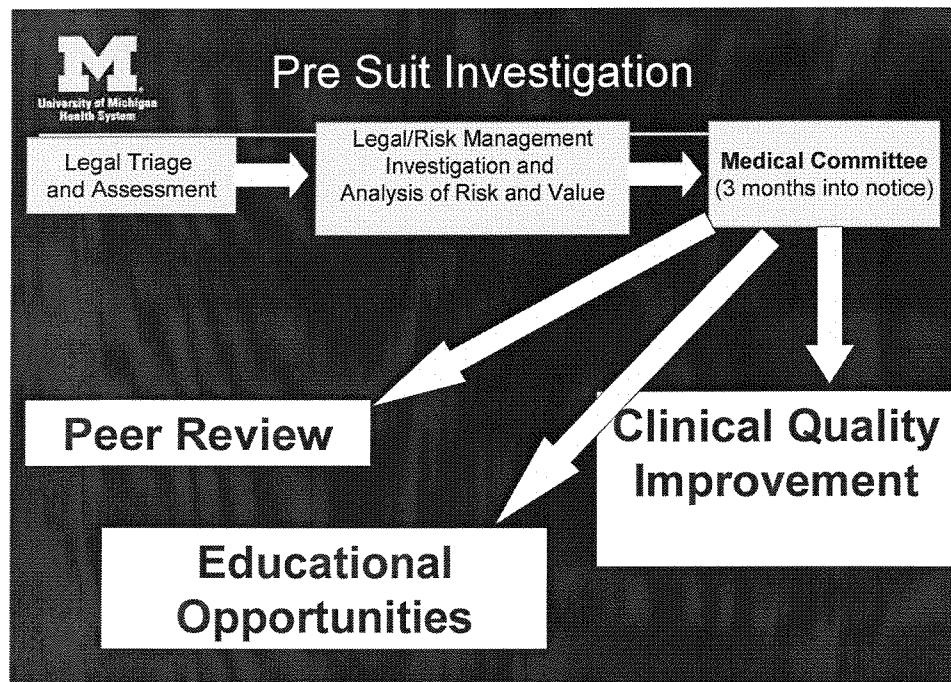 M
University of Michigan
Health System
Pre Suit Investigation
Legal Triage
and Assessment
Legal/Risk Management
Investigation and
Analysis of Risk and Value
Medical Committee
(3 months into notice)
Peer Review
Clinical Quality
Improvement
Educational
Opportunities